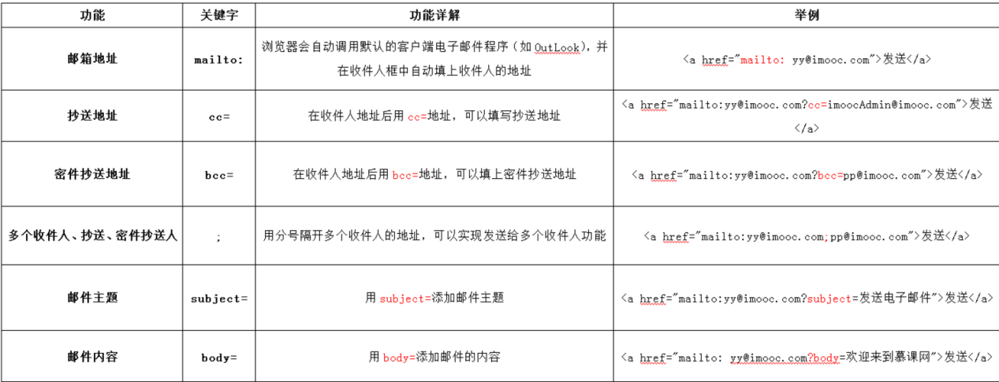 功能 关键字 功能详解 举例
邮箱地址 mailto: 浏览器会自动调用默认的客户端电子邮件程序（如 OutLook），并
在收件人框中自动填上收件人的地址 <a href="mailto: yy@imooc.com">发送</a>
抄送地址 cc= 在收件人地址后用 cc=地址，可以填写抄送地址 <a href="mailto:yy@imooc.com?cc=imoocAdmin@imooc.com">发送
</a>
密件抄送地址 bcc= 在收件人地址后用 bcc=地址，可以填上密件抄送地址 <a href="mailto:yy@imooc.com?bcc=pp@imooc.com">发送</a>
多个收件人、抄送、密件抄送人 ; 用分号隔开多个收件人的地址，可以实现发送给多个收件人功能 <a href="mailto:yy@imooc.com;pp@imooc.com">发送</a>
邮件主题 subject= 用 subject=添加邮件主题 <a href="mailto:yy@imooc.com?subject=发送电子邮件">发送</a>
邮件内容 body= 用 body=添加邮件的内容 <a href="mailto: yy@imooc.com?body=欢迎来到慕课网">发送</a>